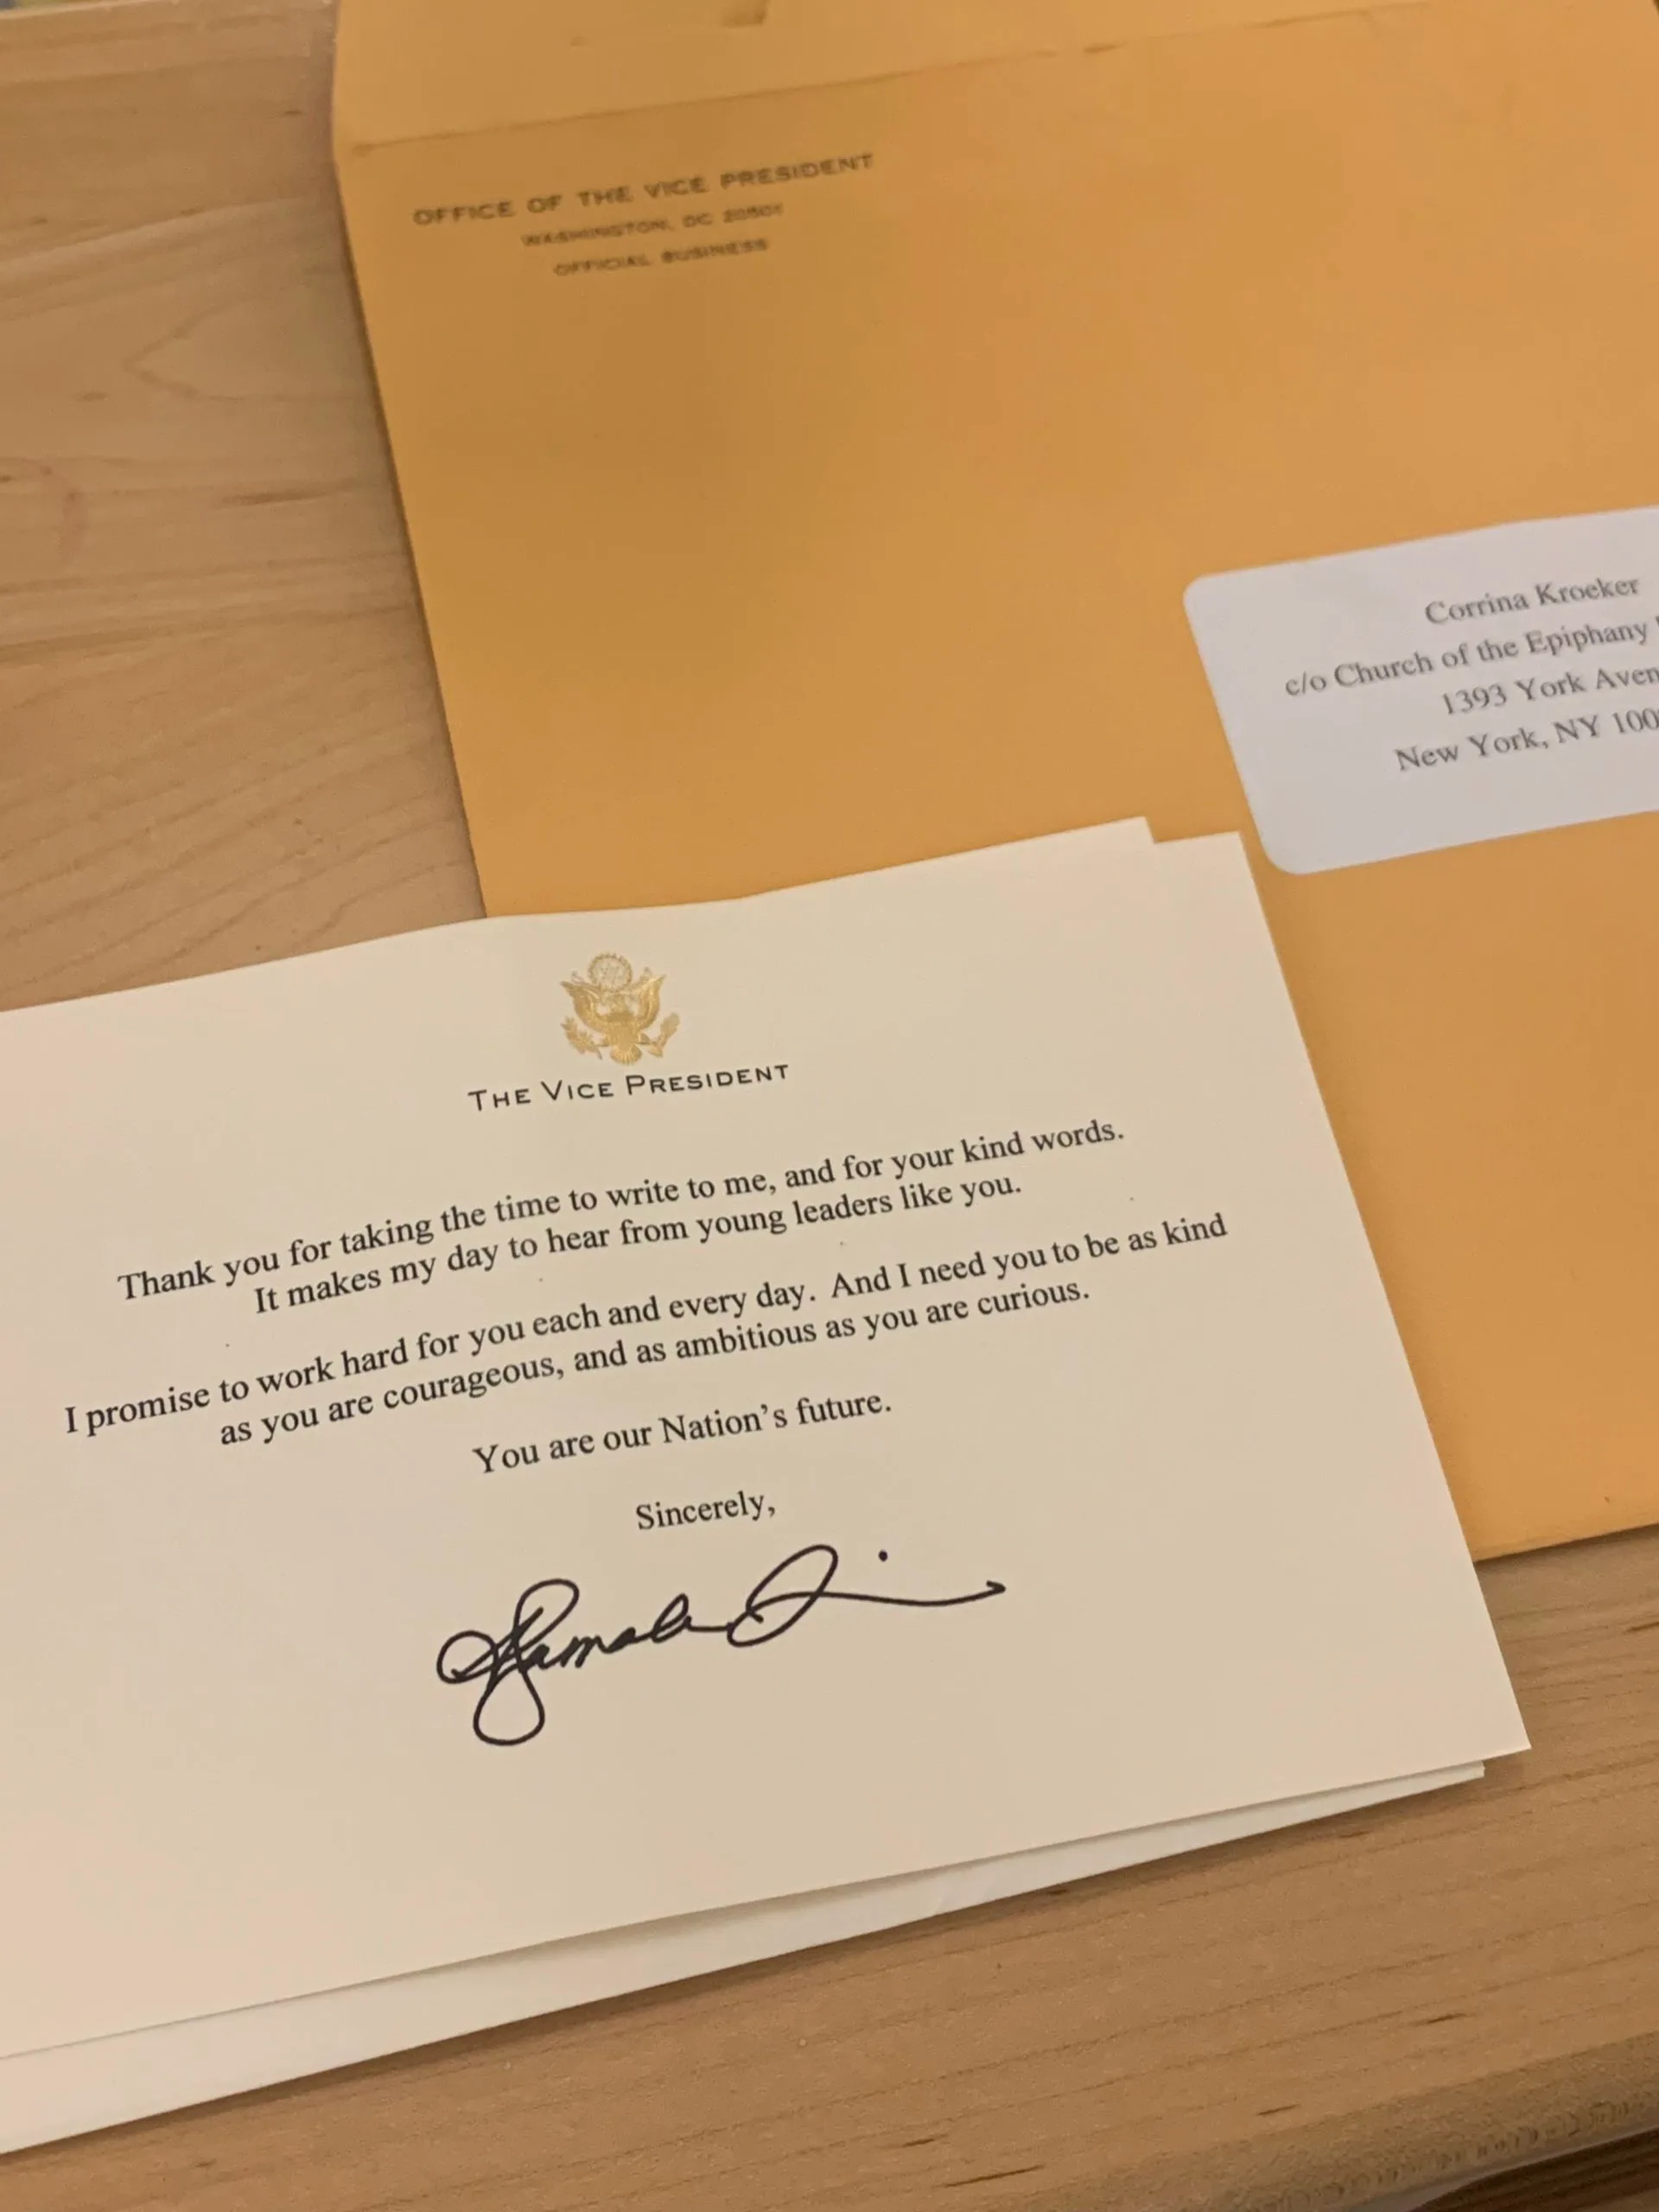 OFFICE OF THE VICE PRESIDENT
WASHINGTON, DC 20501
OFFICIAL BUSINESS
Corrina Kroeker
c/o Church of the Epiphany
1393 York Aven
New York, NY 100
THE VICE PRESIDENT
Thank you for taking the time to write to me, and for your kind words.
It makes my day to hear from young leaders like you.
I promise to work hard for you each and every day. And I need you to be as kind
as you are courageous, and as ambitious as you are curious.
You are our Nation's future.
Sincerely,
Kamala